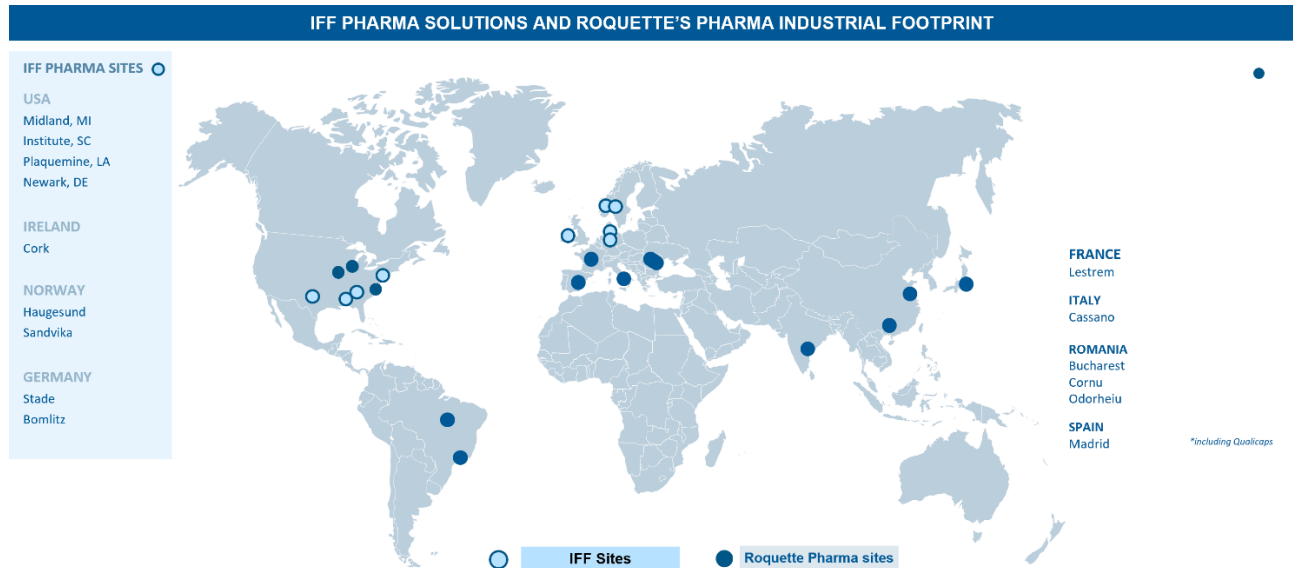 IFF PHARMA SOLUTIONS AND ROQUETTE'S PHARMA INDUSTRIAL FOOTPRINT
IFF PHARMA SITES
USA
Midland, MI
Institute, SC
Plaquemine, LA
Newark, DE
IRELAND
Cork
NORWAY
Haugesund
Sandvika
GERMANY
Stade
Bomlitz
FRANCE
Lestrem
ITALY
Cassano
ROMANIA
Bucharest
Cornu
Odorheiu
SPAIN
Madrid
*including Qualicaps
IFF Sites
Roquette Pharma sites